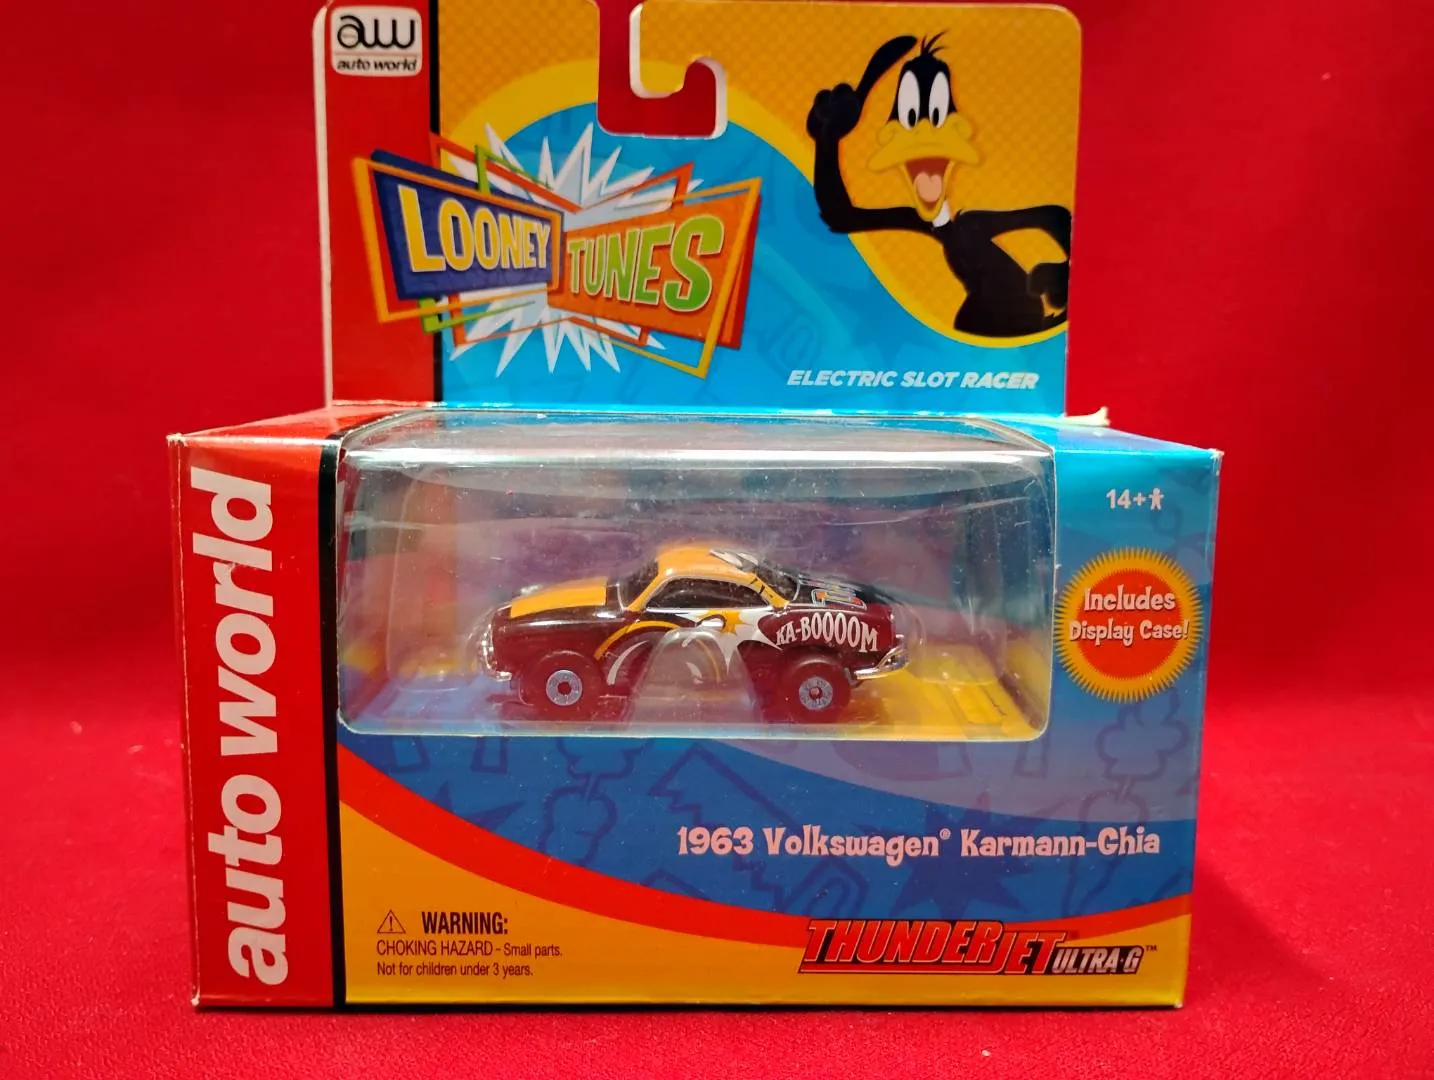 aw
auto world
LOONEY TUNES
ELECTRIC SLOT RACER
auto world
14+
Includes
Display Case!
KA-BOOOOM
1963 Volkswagen® Karmann-Ghia
WARNING:
CHOKING HAZARD - Small parts.
Not for children under 3 years.
THUNDERJET ULTRA-G™